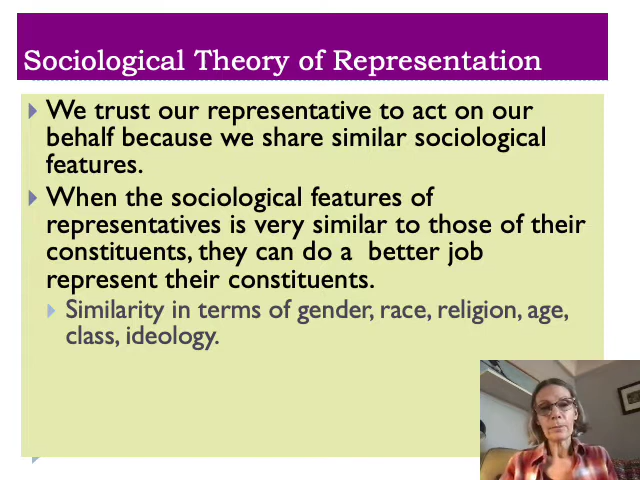 Sociological Theory of Representation
We trust our representative to act on our
behalf because we share similar sociological
features.
When the sociological features of
representatives is very similar to those of their
constituents, they can do a better job
represent their constituents.
Similarity in terms of gender, race, religion, age,
class, ideology.